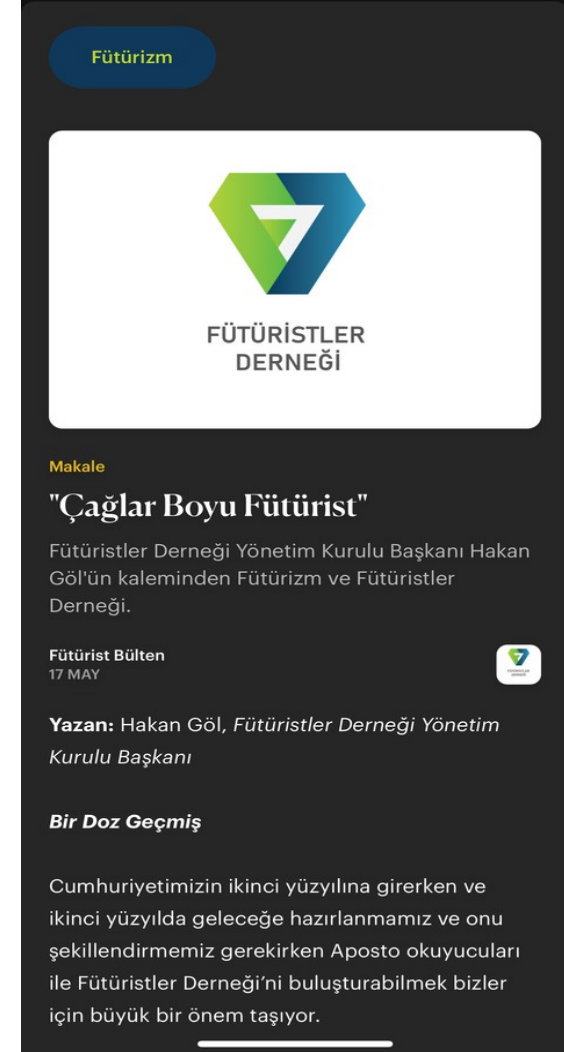 Fütürizm
FÜTÜRİSTLER
DERNEĞİ
Makale
"Çağlar Boyu Fütürist"
Fütüristler Derneği Yönetim Kurulu Başkanı Hakan
Göl'ün kaleminden Fütürizm ve Fütüristler
Derneği.
Fütürist Bülten
17 MAY
Yazan: Hakan Göl, Fütüristler Derneği Yönetim
Kurulu Başkanı
Bir Doz Geçmiş
Cumhuriyetimizin ikinci yüzyılına girerken ve
ikinci yüzyılda geleceğe hazırlanmamız ve onu
şekillendirmemiz gerekirken Aposto okuyucuları
ile Fütüristler Derneği’ni buluşturabilmek bizler
için büyük bir önem taşıyor.